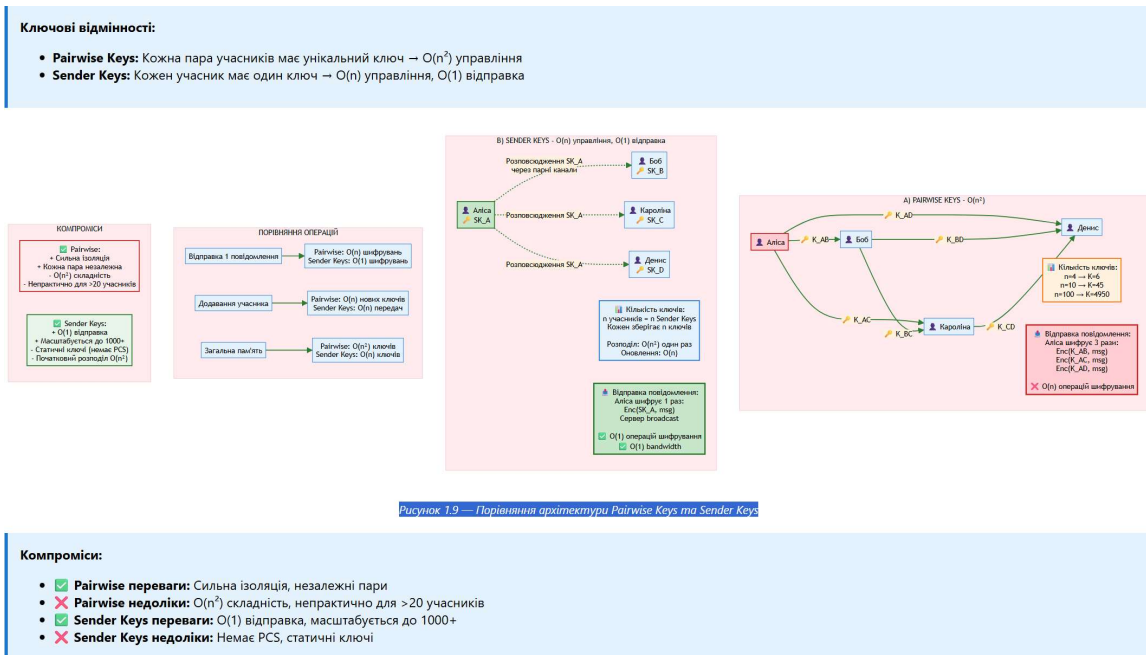 Ключові відмінності:
• Pairwise Keys: Кожна пара учасників має унікальний ключ → O(n²) управління
• Sender Keys: Кожен учасник має один ключ → O(n) управління, O(1) відправка
КОМПРОМІСИ
✅ Pairwise:
+ Сильна ізоляція
+ Кожна пара незалежна
- O(n²) складність
- Непрактично для >20 учасників
✅ Sender Keys:
+ O(1) відправка
+ Масштабується до 1000+
- Статичні ключі (немає PCS)
- Початковий розподіл O(n²)
ПОРІВНЯННЯ ОПЕРАЦІЙ
Відправка 1 повідомлення
Pairwise: O(n) шифрувань
Sender Keys: O(1) шифрувань
Додавання учасника
Pairwise: O(n) нових ключів
Sender Keys: O(n) передач
Загальна пам'ять
Pairwise: O(n²) ключів
Sender Keys: O(n) ключів
B) SENDER KEYS - O(n) управління, O(1) відправка
👤 Аліса
🔑 SK_A
Розповсюдження SK_A
через парні канали
Розповсюдження SK_A
Розповсюдження SK_A
👤 Боб
🔑 SK_B
👤 Кароліна
🔑 SK_C
👤 Денис
🔑 SK_D
📊 Кількість ключів:
n учасників = n Sender Keys
Кожен зберігає n ключів
Розподіл: O(n²) один раз
Оновлення: O(n)
📤 Відправка повідомлення:
Аліса шифрує 1 раз:
Enc(SK_A, msg)
Сервер broadcast
✅ O(1) операцій шифрування
✅ O(1) bandwidth
A) PAIRWISE KEYS - O(n²)
👤 Аліса
🔑 K_AD
🔑 K_AB
👤 Боб
🔑 K_BD
👤 Денис
🔑 K_AC
🔑 K_BC
👤 Кароліна
🔑 K_CD
📊 Кількість ключів:
n=4 → K=6
n=10 → K=45
n=100 → K=4950
📤 Відправка повідомлення:
Аліса шифрує 3 рази:
Enc(K_AB, msg)
Enc(K_AC, msg)
Enc(K_AD, msg)
❌ O(n) операцій шифрування
Рисунок 1.9 — Порівняння архітектури Pairwise Keys та Sender Keys
Компроміси:
• ✅ Pairwise переваги: Сильна ізоляція, незалежні пари
• ❌ Pairwise недоліки: O(n²) складність, непрактично для >20 учасників
• ✅ Sender Keys переваги: O(1) відправка, масштабується до 1000+
• ❌ Sender Keys недоліки: Немає PCS, статичні ключі